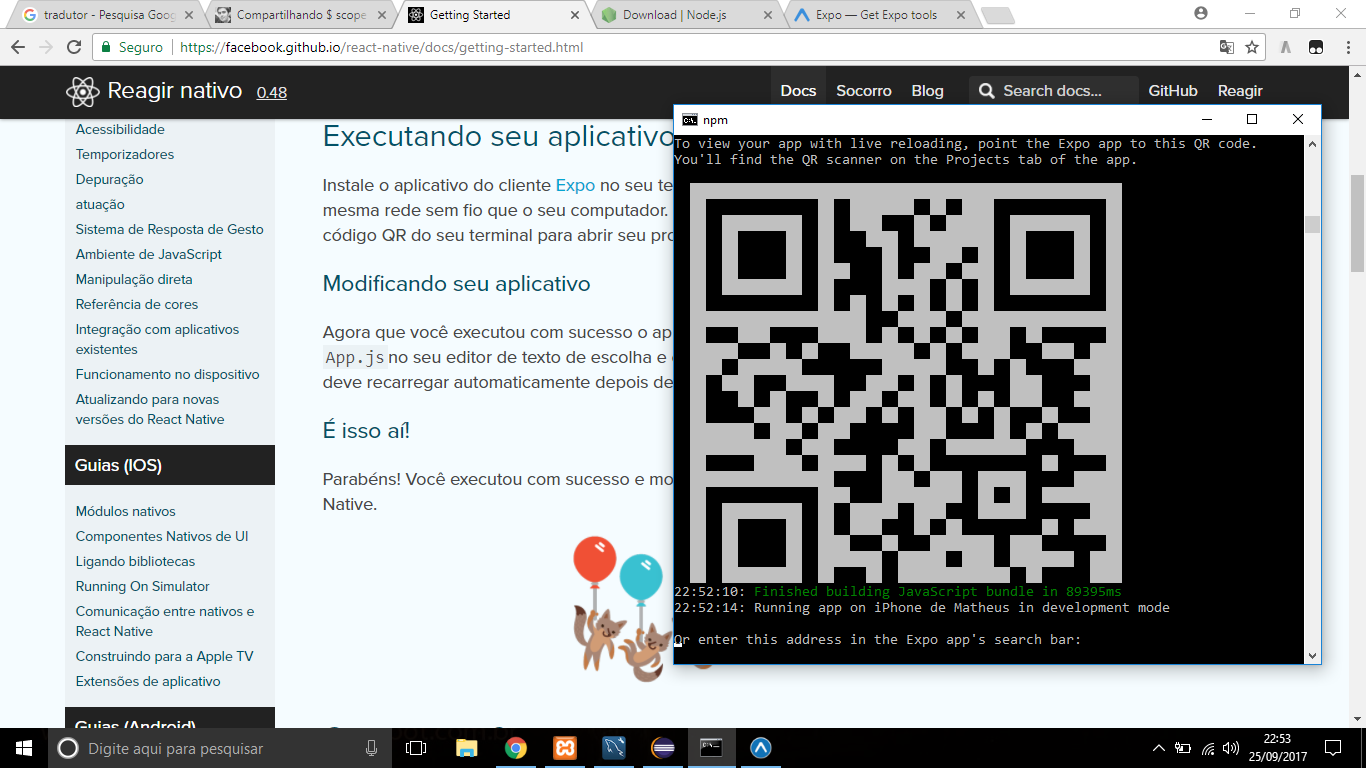 tradutor - Pesquisa Goog
Compartilhando $ scope
Getting Started
Download | Node.js
Expo — Get Expo tools
Seguro
https://facebook.github.io/react-native/docs/getting-started.html
Reagir nativo 0.48
Docs Socorro Blog
Search docs...
GitHub Reagir
Acessibilidade
Temporizadores
Depuração
atuação
Sistema de Resposta de Gesto
Ambiente de JavaScript
Manipulação direta
Referência de cores
Integração com aplicativos
existentes
Funcionamento no dispositivo
Atualizando para novas
versões do React Native
Guias (IOS)
Módulos nativos
Componentes Nativos de UI
Ligando bibliotecas
Running On Simulator
Comunicação entre nativos e
React Native
Construindo para a Apple TV
Extensões de aplicativo
Guias (Android)
Executando seu aplicativo
Instale o aplicativo do cliente Expo no seu te
mesma rede sem fio que o seu computador.
código QR do seu terminal para abrir seu pro
Modificando seu aplicativo
Agora que você executou com sucesso o ap
App.js no seu editor de texto de escolha e
deve recarregar automaticamente depois de
É isso aí!
Parabéns! Você executou com sucesso e mo
Native.
npm
To view your app with live reloading, point the Expo app to this QR code.
You'll find the QR scanner on the Projects tab of the app.
22:52:10: Finished building JavaScript bundle in 89395ms
22:52:14: Running app on iPhone de Matheus in development mode
Or enter this address in the Expo app's search bar:
Digite aqui para pesquisar
22:53
25/09/2017